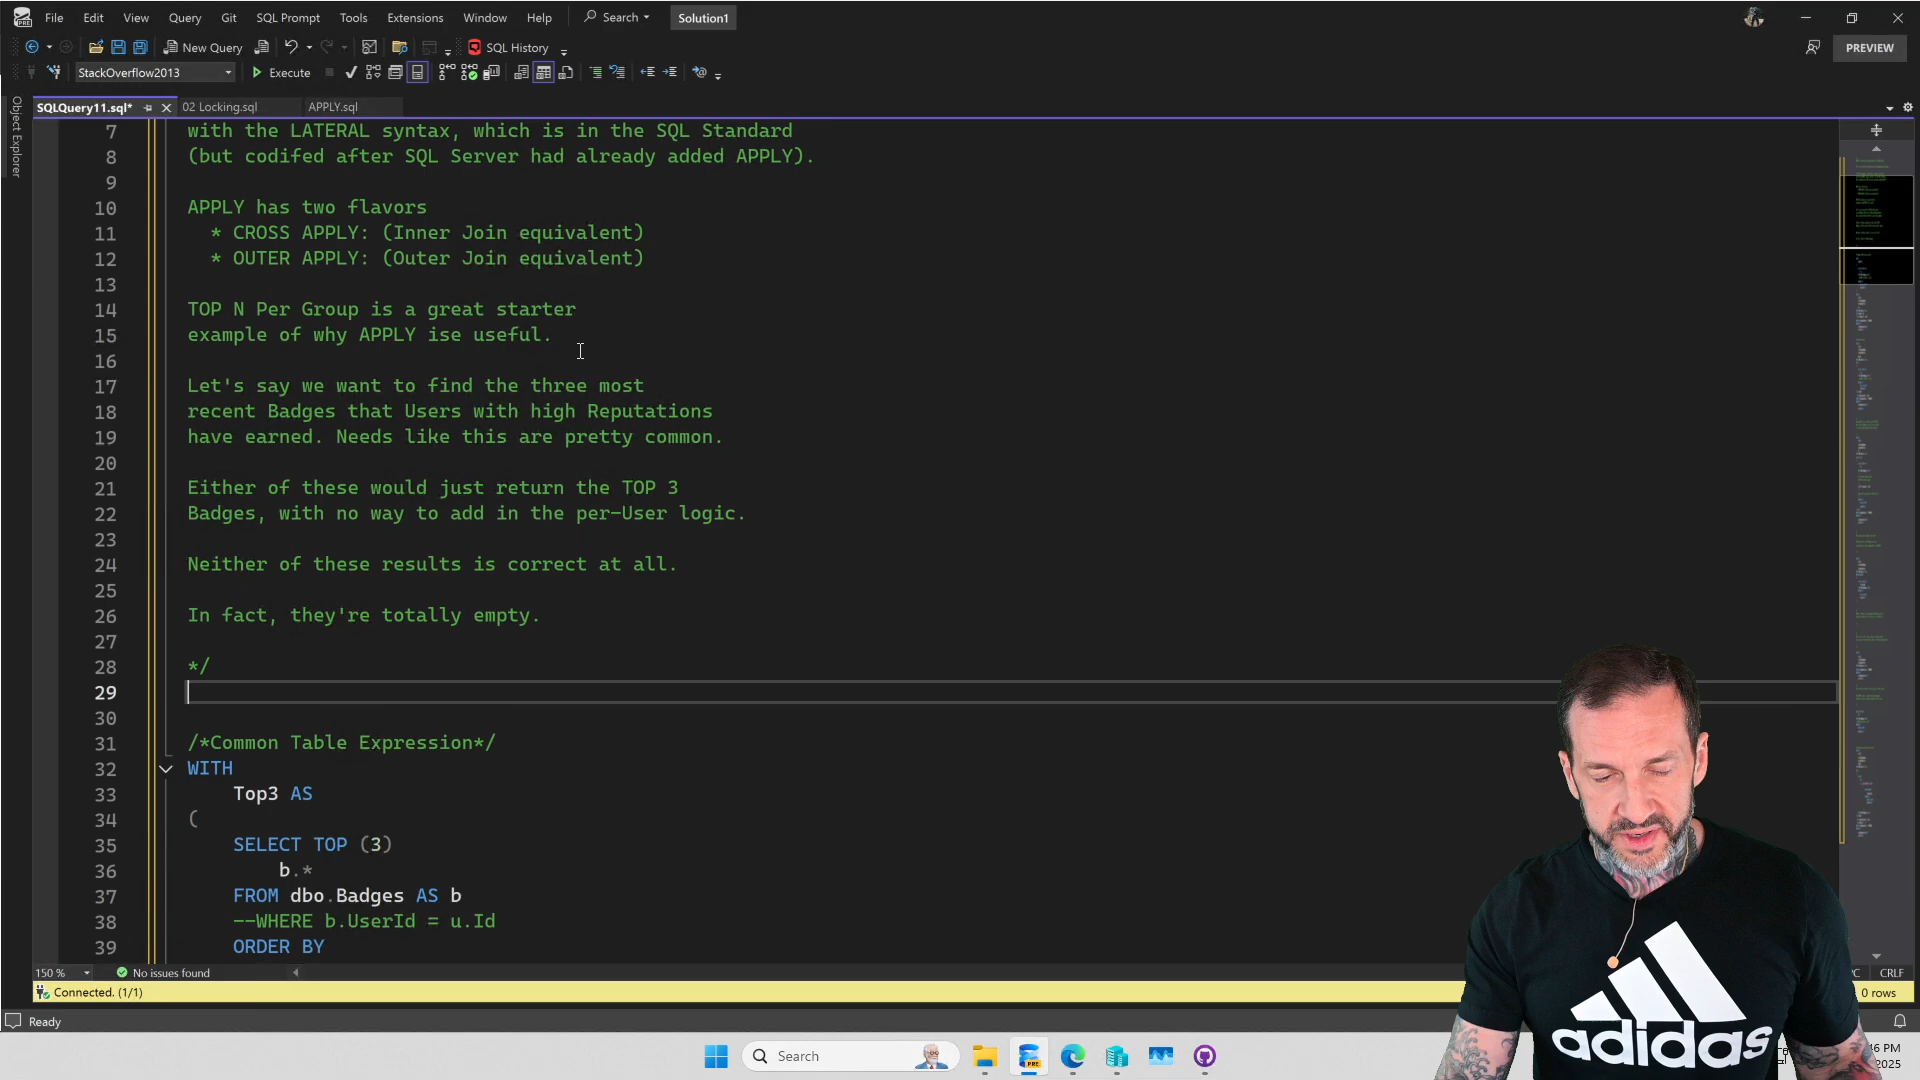 File Edit View Query Git SQL Prompt Tools Extensions Window Help Search Solution1
New Query SQL History PREVIEW
StackOverflow2013 Execute
SQLQuery11.sql* 02 Locking.sql APPLY.sql
Object Explorer
7 with the LATERAL syntax, which is in the SQL Standard
8 (but codifed after SQL Server had already added APPLY).
9
10 APPLY has two flavors
11 * CROSS APPLY: (Inner Join equivalent)
12 * OUTER APPLY: (Outer Join equivalent)
13
14 TOP N Per Group is a great starter
15 example of why APPLY ise useful.
16
17 Let's say we want to find the three most
18 recent Badges that Users with high Reputations
19 have earned. Needs like this are pretty common.
20
21 Either of these would just return the TOP 3
22 Badges, with no way to add in the per-User logic.
23
24 Neither of these results is correct at all.
25
26 In fact, they're totally empty.
27
28 */
29
30
31 /*Common Table Expression*/
32 WITH
33 Top3 AS
34 (
35 SELECT TOP (3)
36 b.*
37 FROM dbo.Badges AS b
38 --WHERE b.UserId = u.Id
39 ORDER BY
150 % No issues found CRLF
Connected. (1/1) 0 rows
Ready
Search
PRE
adidas
2025